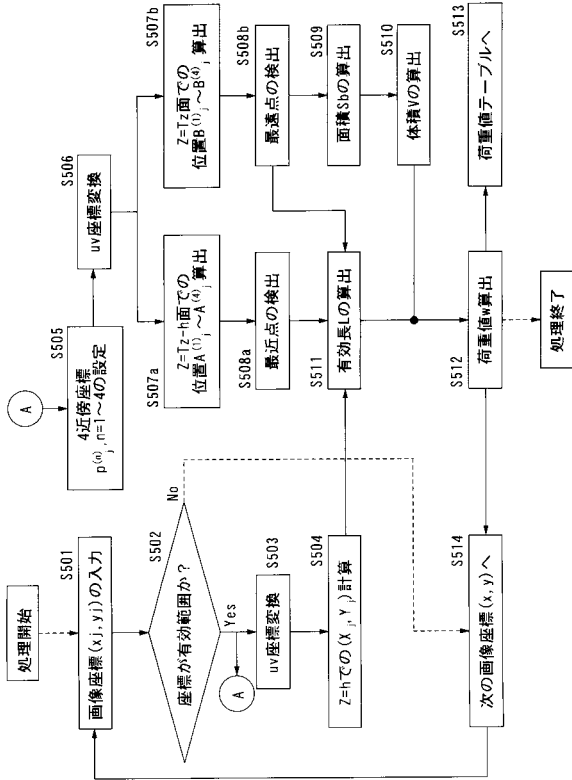 処理開始
S501
画像座標(xj,yj)の入力
S502
座標が有効範囲か?
Yes
No
A
S503
uv座標変換
S504
Z=hでの(Xj,Yj)計算
A
S505
4近傍座標
p(n)j,n=1~4の設定
S506
uv座標変換
S507a
Z=Tz-h面での
位置A(1)j~A(4)j算出
S507b
Z=Tz面での
位置B(1)j~B(4)j算出
S508a
最近点の検出
S508b
最遠点の検出
S509
面積Sbの算出
S510
体積Vの算出
S511
有効長Lの算出
S512
荷重値w算出
S513
荷重値テーブルへ
S514
次の画像座標(x,y)へ
処理終了